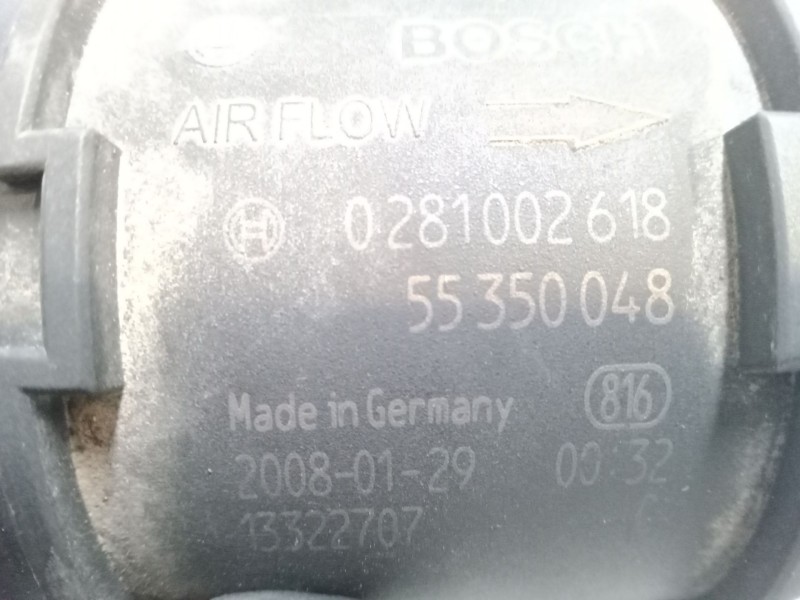 BOSCH
AIR FLOW
0 281 002 618
55 350 048
Made in Germany 816
2008-01-29 00:32
13322707